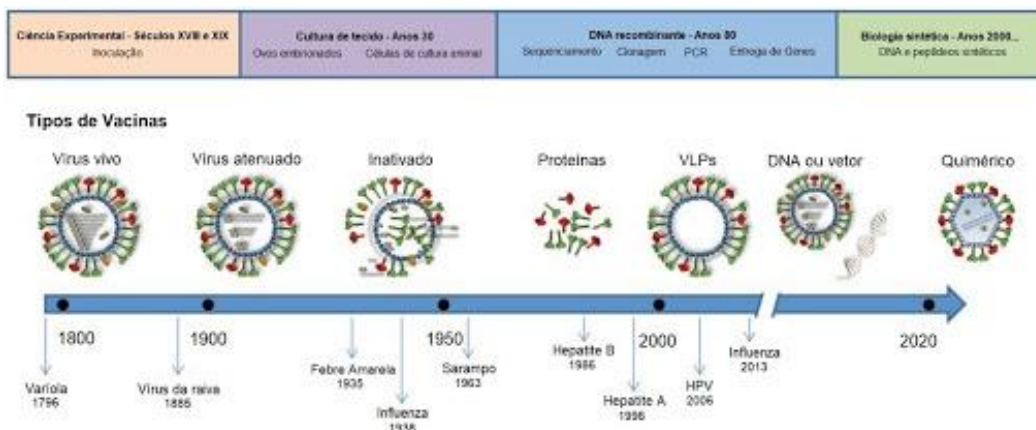 Ciência Experimental - Séculos XVIII e XIX
Inoculação
Cultura de tecido - Anos 30
Ovos embrionados Células de cultura animal
DNA recombinante - Anos 80
Sequenciamento Clonagem PCR Entrega de Genes
Biologia sintética - Anos 2000...
DNA e peptídeos sintéticos
Tipos de Vacinas
Vírus vivo
Vírus atenuado
Inativado
Proteínas
VLPs
DNA ou vetor
Quimérico
1800
1900
1950
2000
2020
Varíola
1796
Vírus da raiva
1885
Febre Amarela
1935
Influenza
1936
Sarampo
1963
Hepatite B
1986
Hepatite A
1996
HPV
2006
Influenza
2013